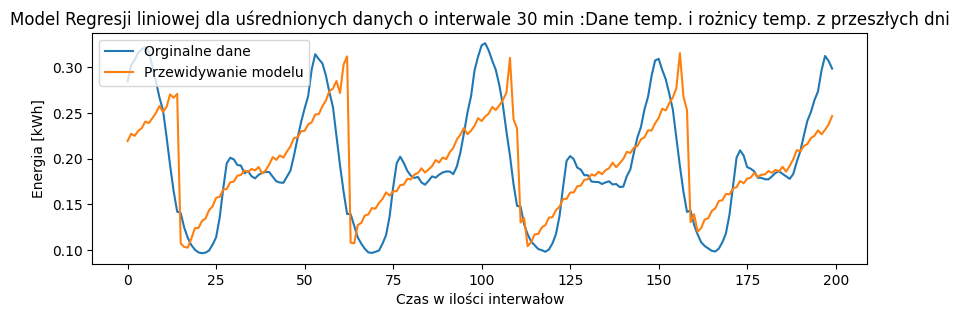 Model Regresji liniowej dla uśrednionych danych o interwale 30 min :Dane temp. i rożnicy temp. z przeszłych dni
Orginalne dane
Przewidywanie modelu
Energia [kWh]
0.30
0.25
0.20
0.15
0.10
0 25 50 75 100 125 150 175 200
Czas w ilości interwałow